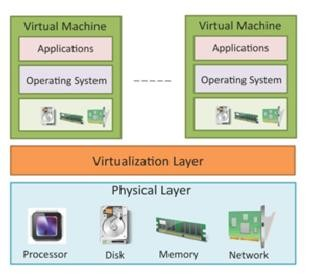 Virtual Machine
Applications
Operating System
Virtual Machine
Applications
Operating System
Virtualization Layer
Physical Layer
Processor Disk Memory Network